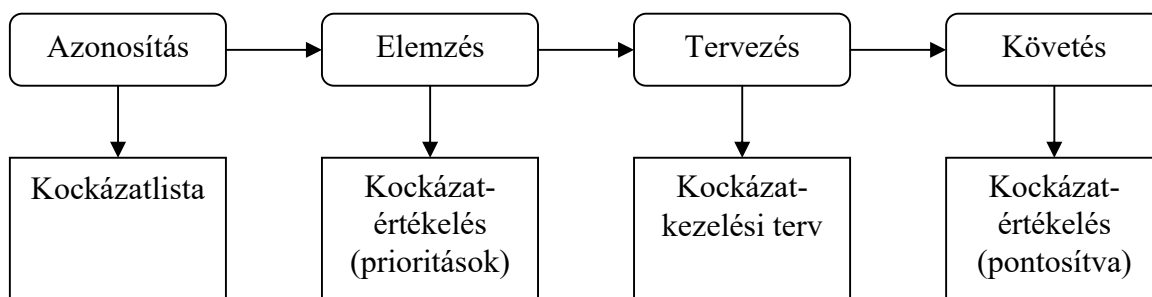 Azonosítás
Elemzés
Tervezés
Követés
Kockázatlista
Kockázat-
értékelés
(prioritások)
Kockázat-
kezelési terv
Kockázat-
értékelés
(pontosítva)